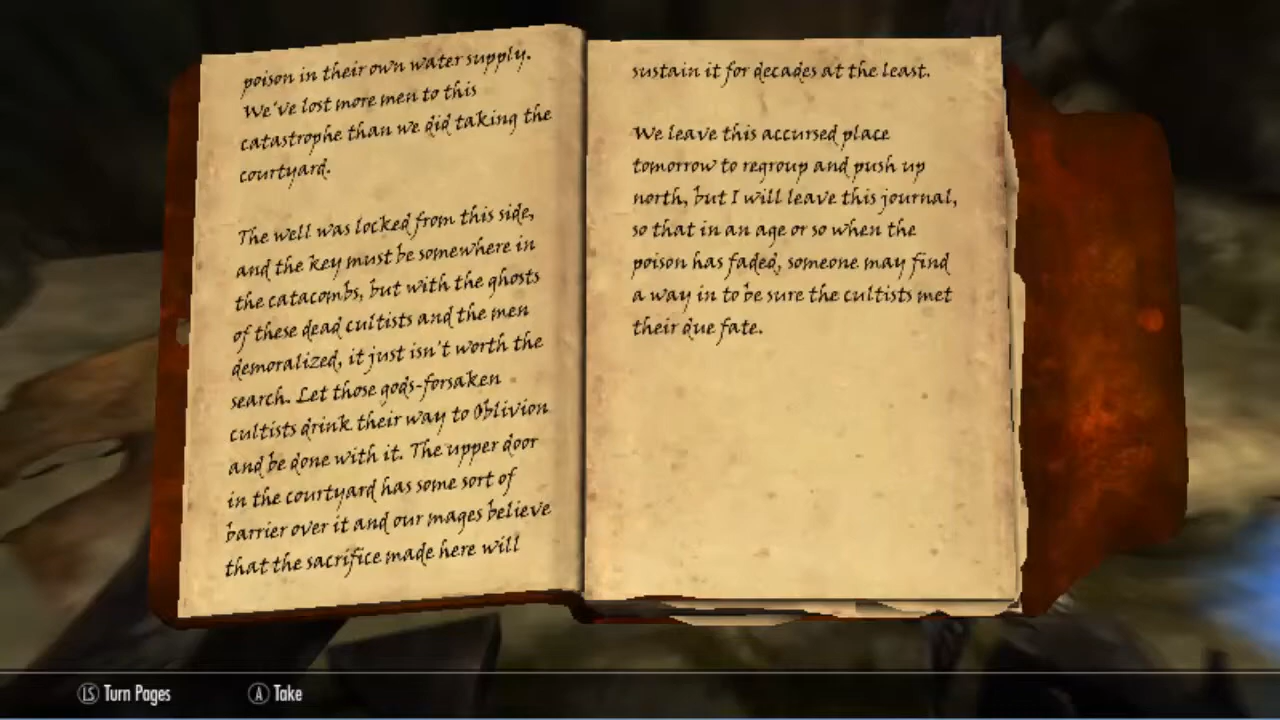 poison in their own water supply.
We've lost more men to this
catastrophe than we did taking the
courtyard.
The well was locked from this side,
and the key must be somewhere in
the catacombs, but with the ghosts
of these dead cultists and the men
demoralized, it just isn't worth the
search. Let those gods-forsaken
cultists drink their way to Oblivion
and be done with it. The upper door
in the courtyard has some sort of
barrier over it and our mages believe
that the sacrifice made here will
sustain it for decades at the least.
We leave this accursed place
tomorrow to regroup and push up
north, but I will leave this journal,
so that in an age or so when the
poison has faded, someone may find
a way in to be sure the cultists met
their due fate.
LS Turn Pages
A Take